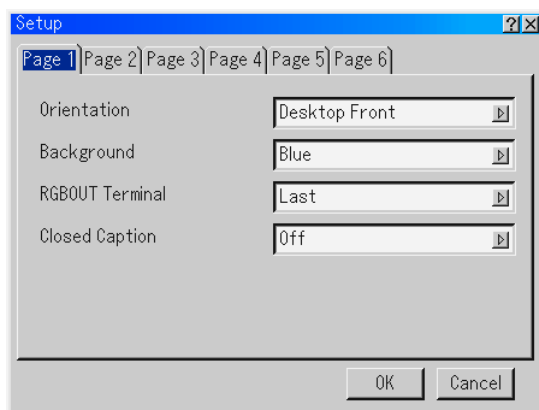 Setup
Page 1 Page 2 Page 3 Page 4 Page 5 Page 6
Orientation Desktop Front
Background Blue
RGBOUT Terminal Last
Closed Caption Off
OK Cancel